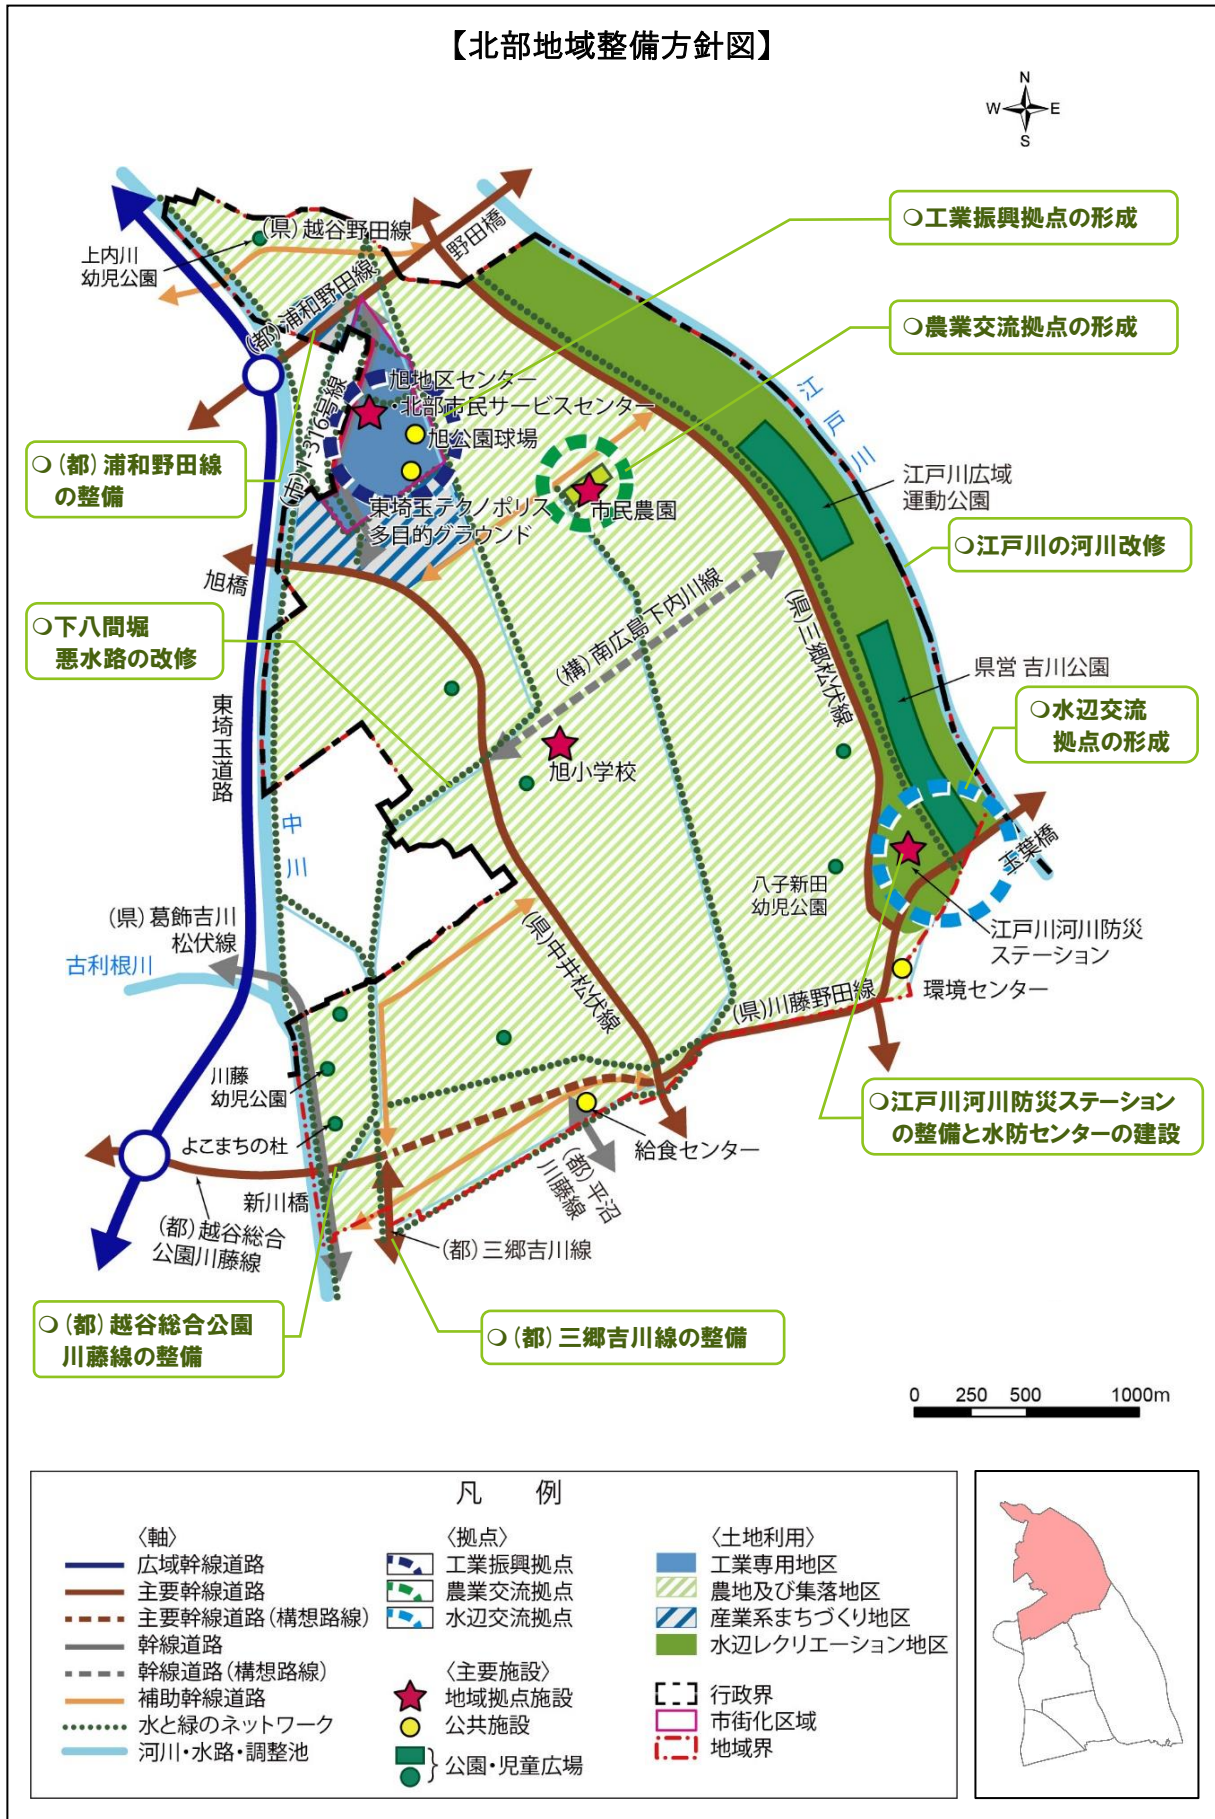 【北部地域整備方針図】
N
W
E
S
○工業振興拠点の形成
○農業交流拠点の形成
(県)越谷野田線
野田橋
上内川
幼児公園
(都)浦和野田線
江戸川
旭地区センター
・北部市民サービスセンター
(市)1-316号線
旭公園球場
○(都)浦和野田線
の整備
江戸川広域
運動公園
市民農園
東埼玉テクノポリス
多目的グラウンド
○江戸川の河川改修
旭橋
(構)南広島下内川線
(県)三郷松伏線
○下八間堀
悪水路の改修
県営 吉川公園
○水辺交流
拠点の形成
東埼玉道路
旭小学校
中川
玉葉橋
八子新田
幼児公園
(県)葛飾吉川
松伏線
(県)中井松伏線
江戸川河川防災
ステーション
古利根川
環境センター
(県)川藤野田線
川藤
幼児公園
○江戸川河川防災ステーション
の整備と水防センターの建設
よこまちの杜
給食センター
(都)平沼
川藤線
新川橋
(都)越谷総合
公園川藤線
(都)三郷吉川線
○(都)越谷総合公園
川藤線の整備
○(都)三郷吉川線の整備
0 250 500 1000m
凡 例
〈軸〉
広域幹線道路
主要幹線道路
主要幹線道路(構想路線)
幹線道路
幹線道路(構想路線)
補助幹線道路
水と緑のネットワーク
河川・水路・調整池
〈拠点〉
工業振興拠点
農業交流拠点
水辺交流拠点
〈主要施設〉
地域拠点施設
公共施設
公園・児童広場
〈土地利用〉
工業専用地区
農地及び集落地区
産業系まちづくり地区
水辺レクリエーション地区
行政界
市街化区域
地域界